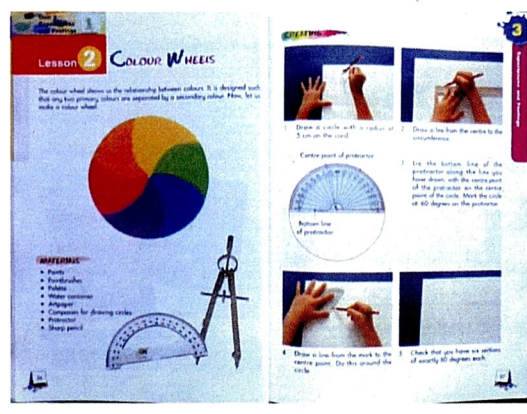 Lesson 2
COLOUR WHEELS
The colour wheel shows us the relationship between colours. It is designed such
that any two primary colours are separated by a secondary colour. Now, let us
make a colour wheel.
MATERIALS
Paints
Paintbrushes
Palette
Water container
Artpaper
Compasses for drawing circles
Protractor
Sharp pencil
CREATING
3
1 Draw a circle with a radius of
5 cm on the card.
2 Draw a line from the centre to the
circumference.
Centre point of protractor
Bottom line
of protractor
3 Lie the bottom line of the
protractor along the line you
have drawn, with the centre point
of the protractor on the centre
point of the circle. Mark the circle
at 60 degrees on the protractor.
4 Draw a line from the mark to the
centre point. Do this around the
circle.
5 Check that you have six sections
of exactly 60 degrees each.